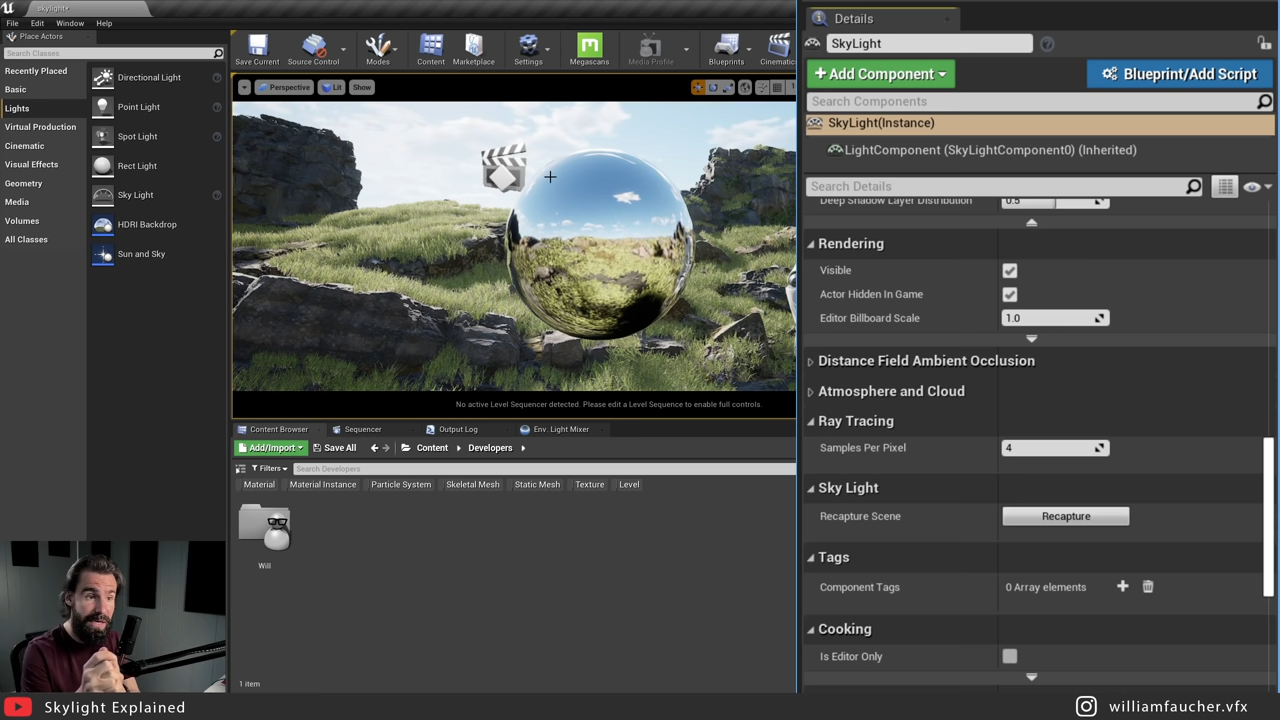 skylight*
File Edit Window Help
Place Actors
Search Classes
Recently Placed
Basic
Lights
Virtual Production
Cinematic
Visual Effects
Geometry
Media
Volumes
All Classes
Directional Light
Point Light
Spot Light
Rect Light
Sky Light
HDRI Backdrop
Sun and Sky
Save Current Source Control Modes Content Marketplace Settings Megascans Media Profile Blueprints Cinematic
Perspective Lit Show
No active Level Sequencer detected. Please edit a Level Sequence to enable full controls.
Content Browser Sequencer Output Log Env. Light Mixer
Add/Import Save All Content Developers
Filters Search Developers
Material Material Instance Particle System Skeletal Mesh Static Mesh Texture Level
Will
1 item
Details
SkyLight
+Add Component Blueprint/Add Script
Search Components
SkyLight(Instance)
LightComponent (SkyLightComponent0) (Inherited)
Search Details
Deep Shadow Layer Distribution 0.5
Rendering
Visible
Actor Hidden In Game
Editor Billboard Scale 1.0
Distance Field Ambient Occlusion
Atmosphere and Cloud
Ray Tracing
Samples Per Pixel 4
Sky Light
Recapture Scene Recapture
Tags
Component Tags 0 Array elements
Cooking
Is Editor Only
Skylight Explained
williamfaucher.vfx